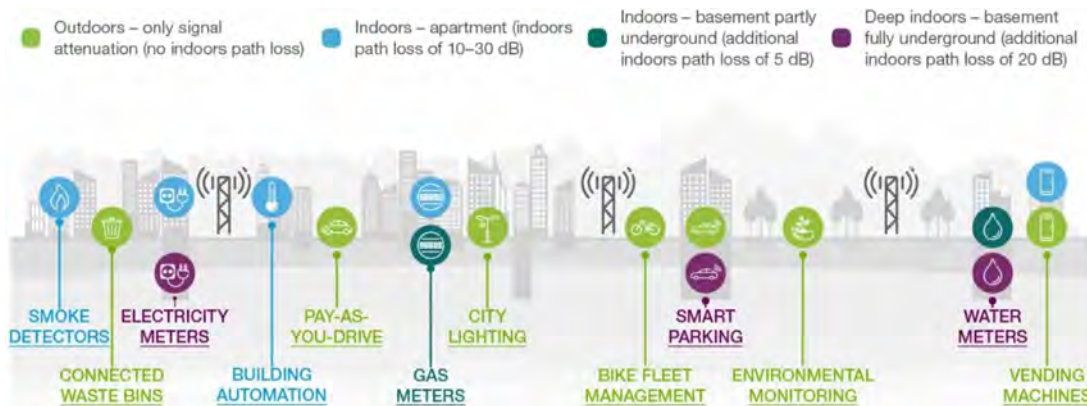 Outdoors – only signal
attenuation (no indoors path loss)
Indoors – apartment (indoors
path loss of 10–30 dB)
Indoors – basement partly
underground (additional
indoors path loss of 5 dB)
Deep indoors – basement
fully underground (additional
indoors path loss of 20 dB)
SMOKE
DETECTORS
ELECTRICITY
METERS
PAY-AS-
YOU-DRIVE
CITY
LIGHTING
SMART
PARKING
WATER
METERS
CONNECTED
WASTE BINS
BUILDING
AUTOMATION
GAS
METERS
BIKE FLEET
MANAGEMENT
ENVIRONMENTAL
MONITORING
VENDING
MACHINES